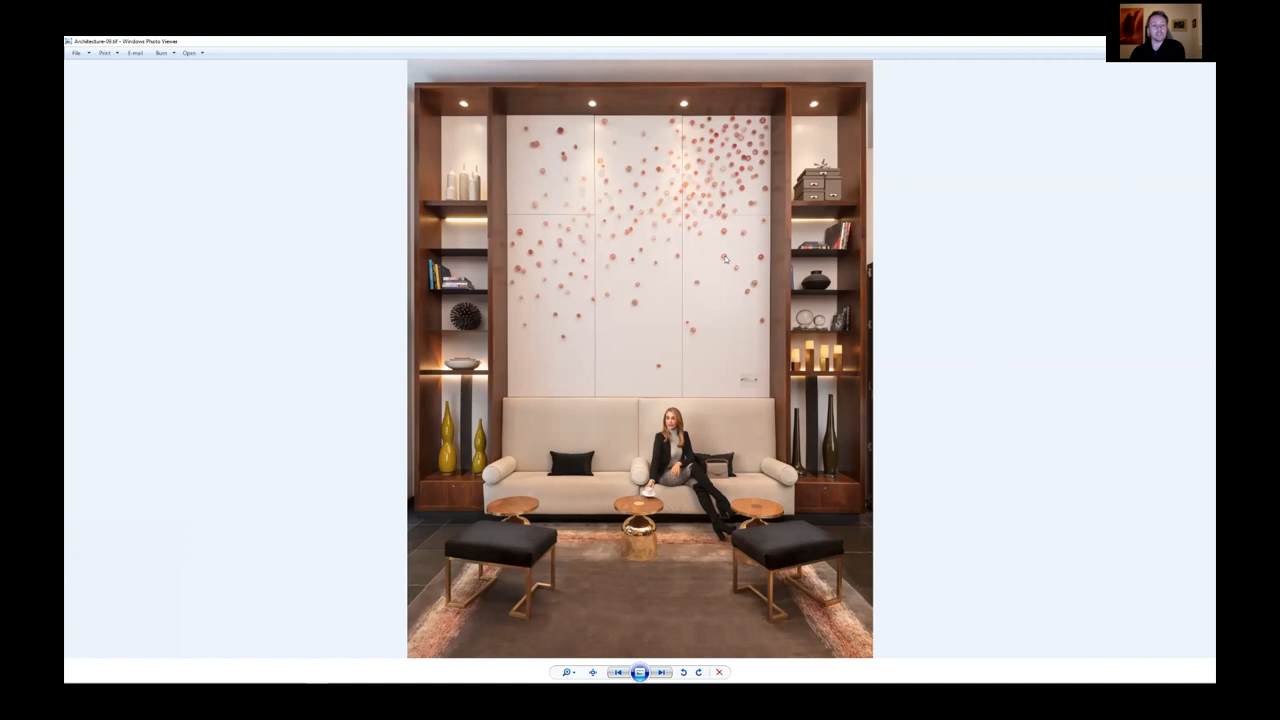 Architecture-09.tif - Windows Photo Viewer
File Print E-mail Burn Open